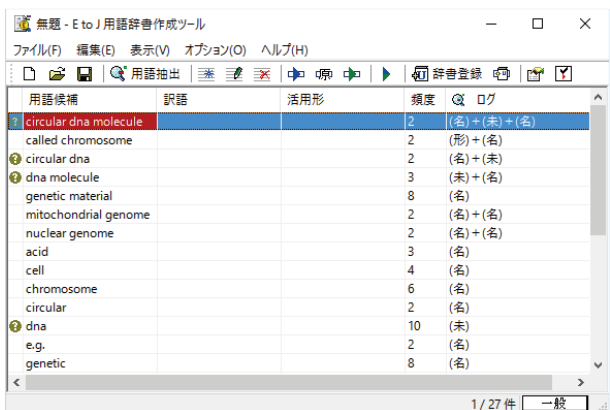 無題 - E to J 用語辞書作成ツール
ファイル(F) 編集(E) 表示(V) オプション(O) ヘルプ(H)
用語抽出 辞書登録
用語候補 訳語 活用形 頻度 ログ
circular dna molecule 2 (名)+(未)+(名)
called chromosome 2 (形)+(名)
circular dna 2 (名)+(未)
dna molecule 3 (未)+(名)
genetic material 8 (名)
mitochondrial genome 2 (名)+(名)
nuclear genome 2 (名)+(名)
acid 3 (名)
cell 4 (名)
chromosome 6 (名)
circular 2 (名)
dna 10 (未)
e.g. 2 (名)
genetic 8 (名)
1 / 27 件 一般